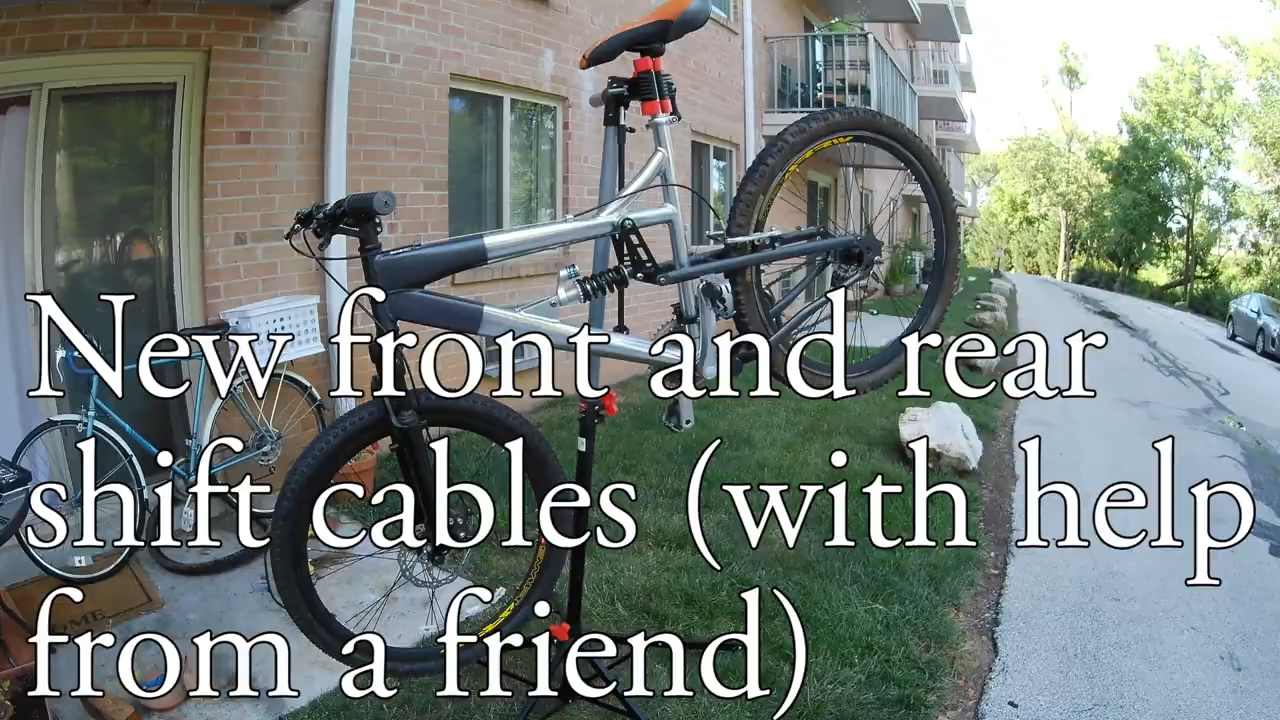 New front and rear
shift cables (with help
from a friend)